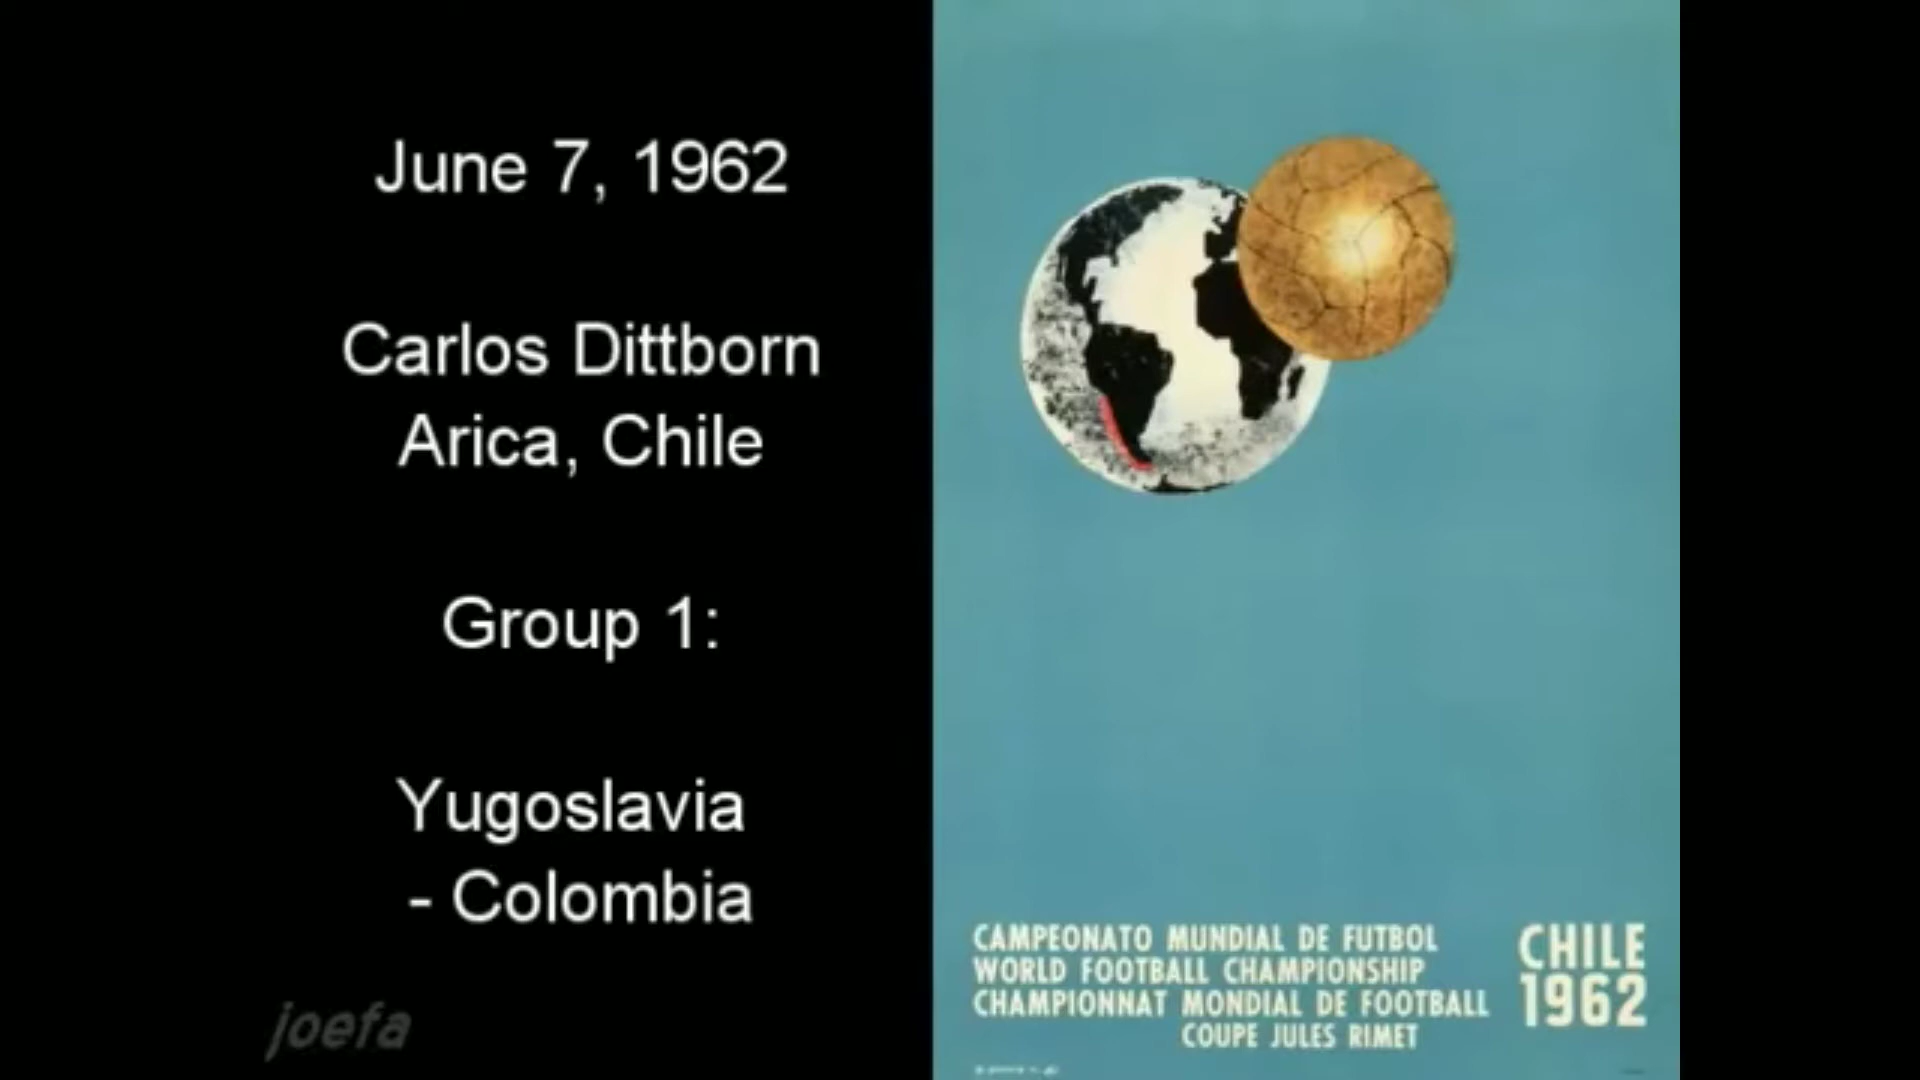 June 7, 1962
Carlos Dittborn
Arica, Chile
Group 1:
Yugoslavia
- Colombia
joefa
CAMPEONATO MUNDIAL DE FUTBOL
WORLD FOOTBALL CHAMPIONSHIP
CHAMPIONNAT MONDIAL DE FOOTBALL
COUPE JULES RIMET
CHILE
1962